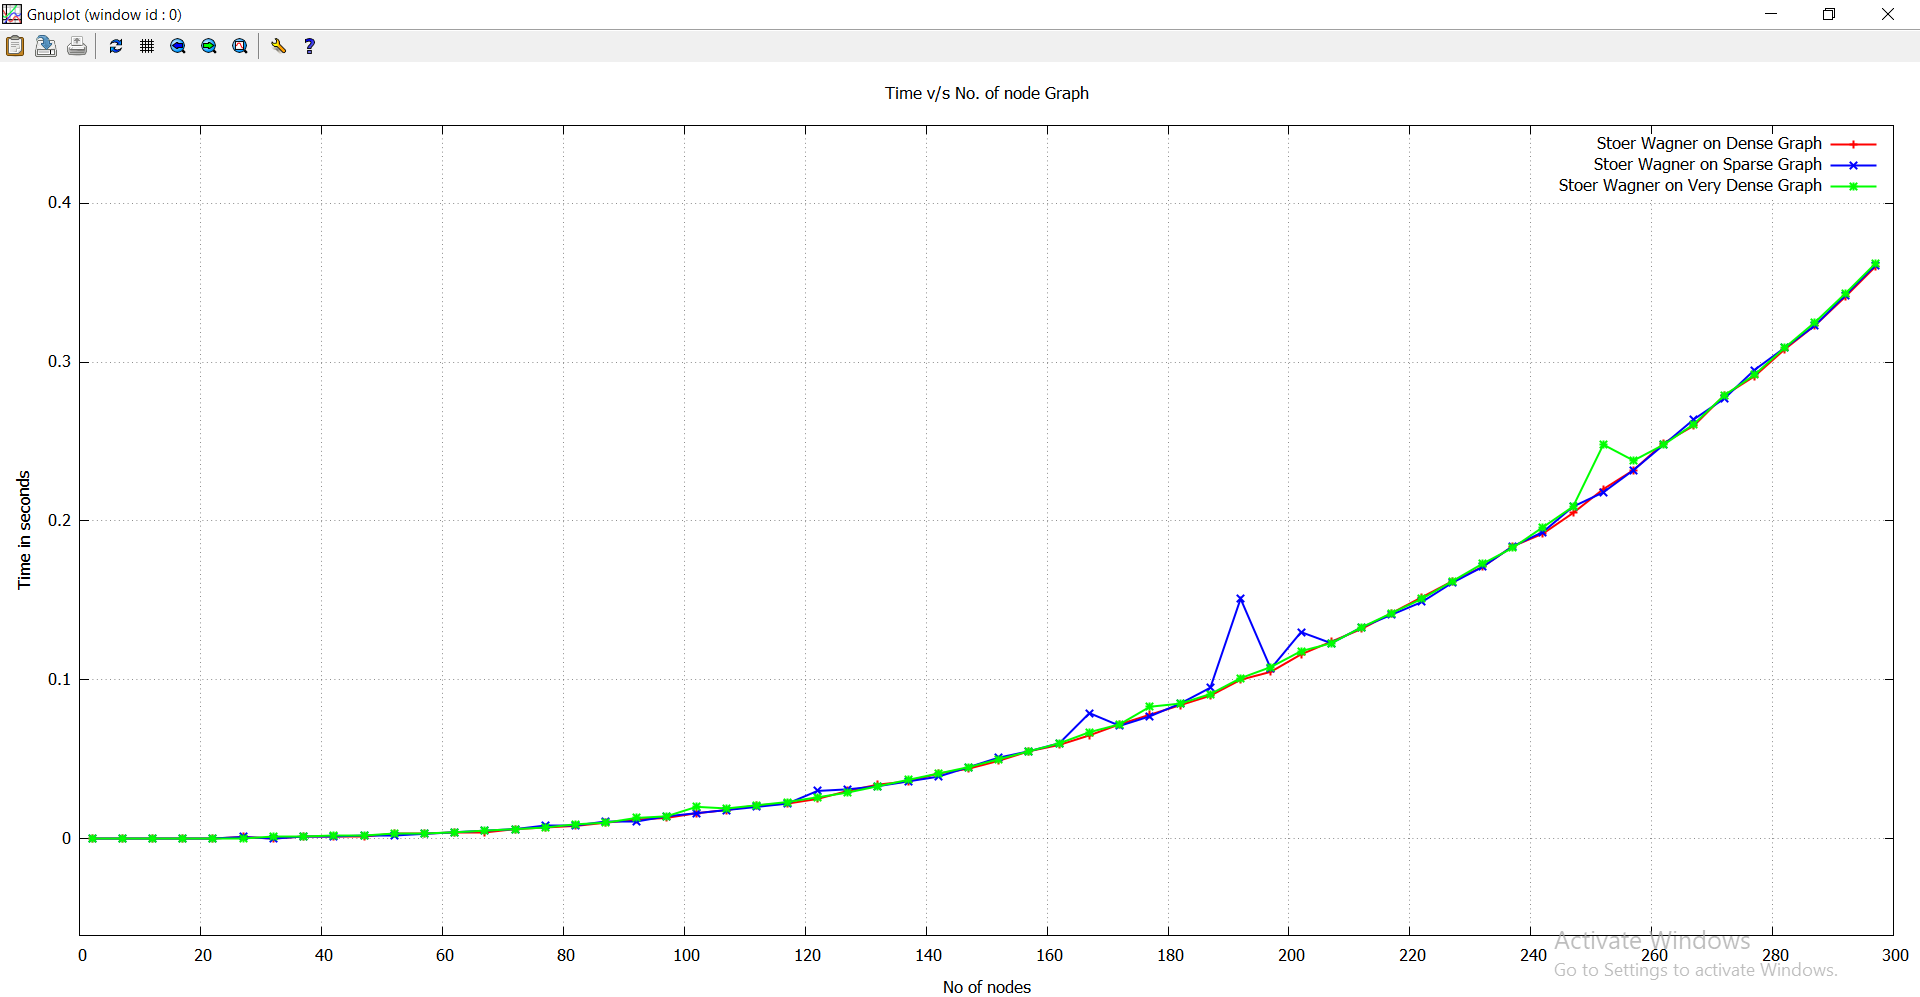 Gnuplot (window id : 0)
Time v/s No. of node Graph
Stoer Wagner on Dense Graph
Stoer Wagner on Sparse Graph
Stoer Wagner on Very Dense Graph
0.4
0.3
0.2
0.1
0
Time in seconds
0 20 40 60 80 100 120 140 160 180 200 220 240 260 280 300
No of nodes
Activate Windows
Go to Settings to activate Windows.